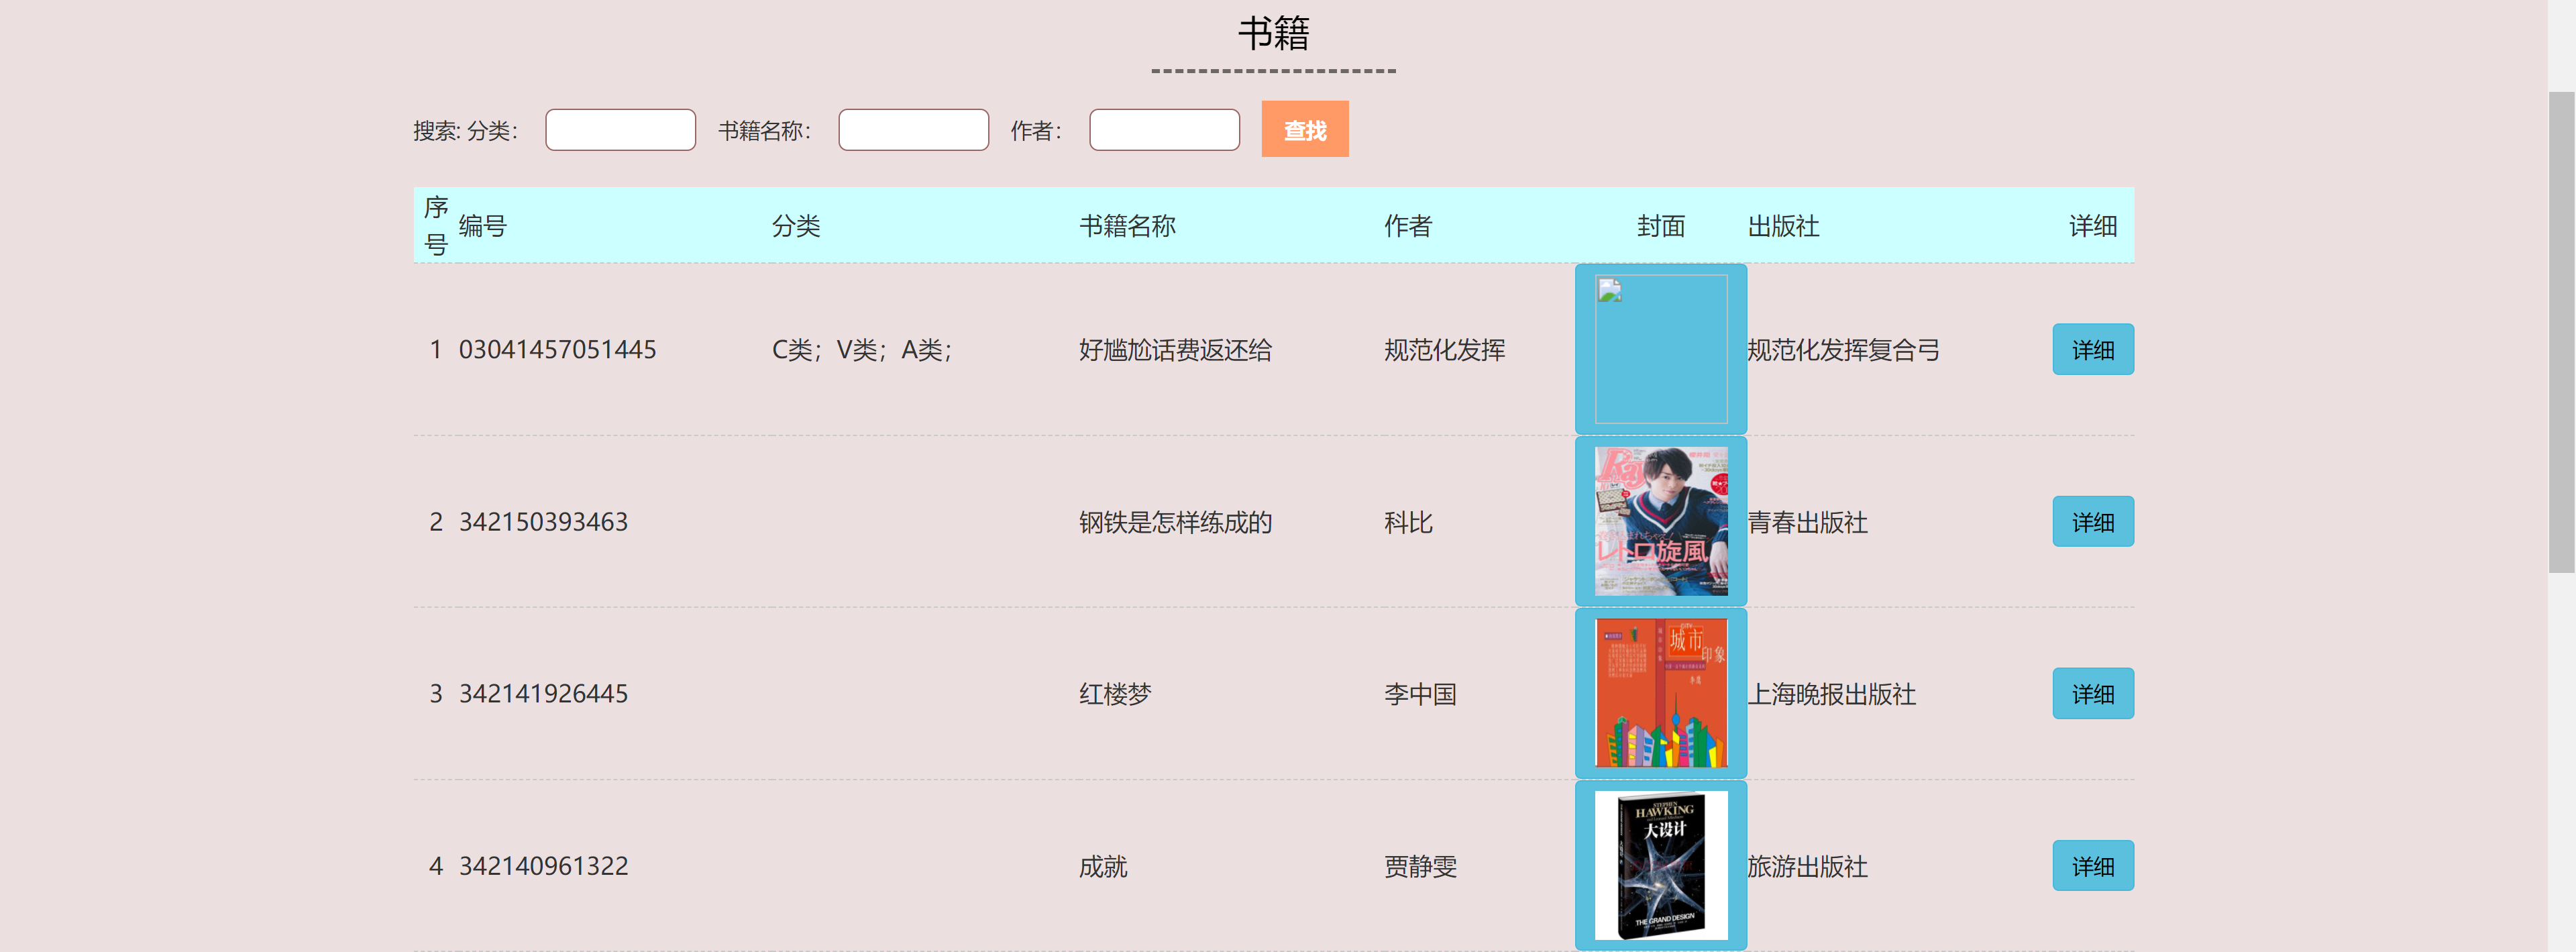 书籍
搜索: 分类： 书籍名称： 作者： 查找
序号 编号 分类 书籍名称 作者 封面 出版社 详细
1 03041457051445 C类；V类；A类； 好尴尬话费返还给 规范化发挥 规范化发挥复合弓 详细
2 342150393463 钢铁是怎样练成的 科比 青春出版社 详细
Ray
レトロ旋風
3 342141926445 红楼梦 李中国 上海晚报出版社 详细
城市
印象
4 342140961322 成就 贾静雯 旅游出版社 详细
STEPHEN
HAWKING
大设计
THE GRAND DESIGN